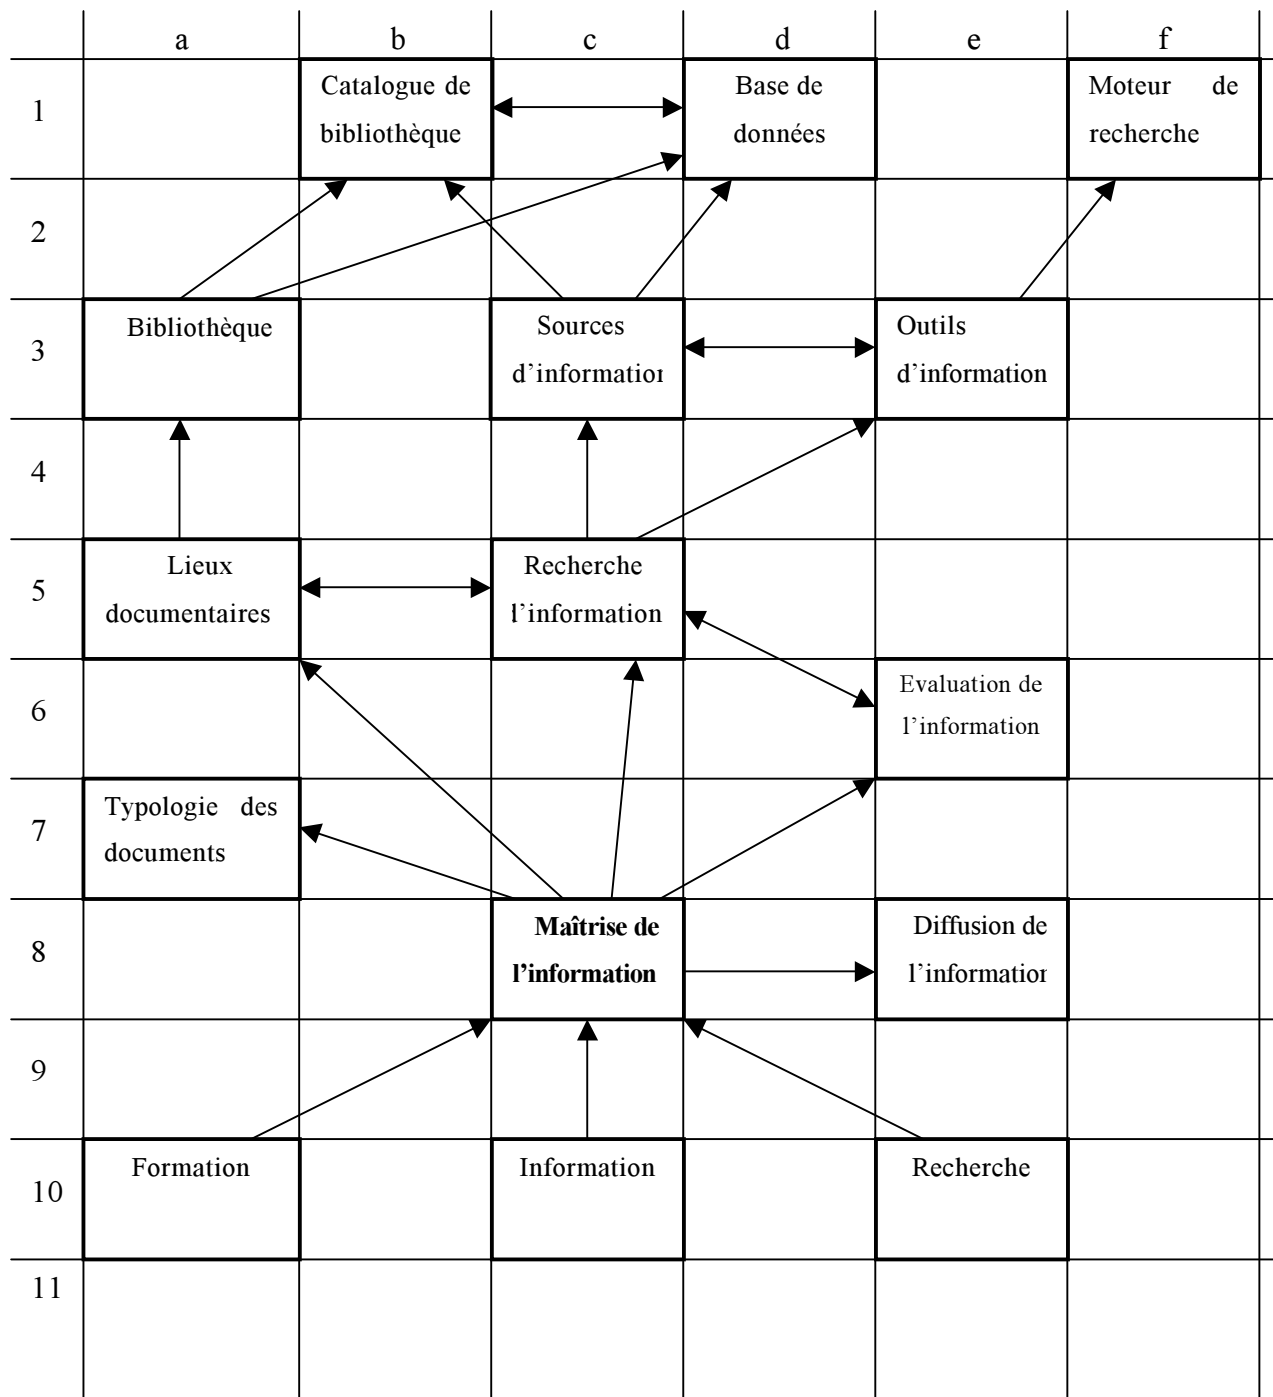 a b c d e f
1
Catalogue de
bibliothèque
Base de
données
Moteur de
recherche
2
3
Bibliothèque
Sources
d'information
Outils
d'information
4
5
Lieux
documentaires
Recherche
l'information
6
Evaluation de
l'information
7
Typologie des
documents
8
Maîtrise de
l'information
Diffusion de
l'information
9
10
Formation
Information
Recherche
11